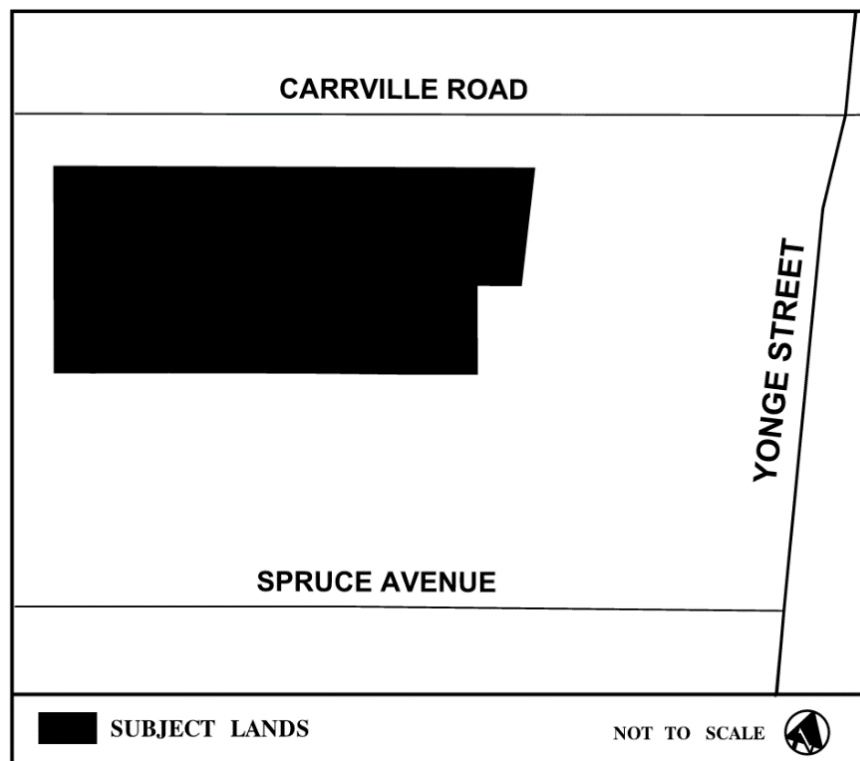 CARRVILLE ROAD
YONGE STREET
SPRUCE AVENUE
SUBJECT LANDS
NOT TO SCALE